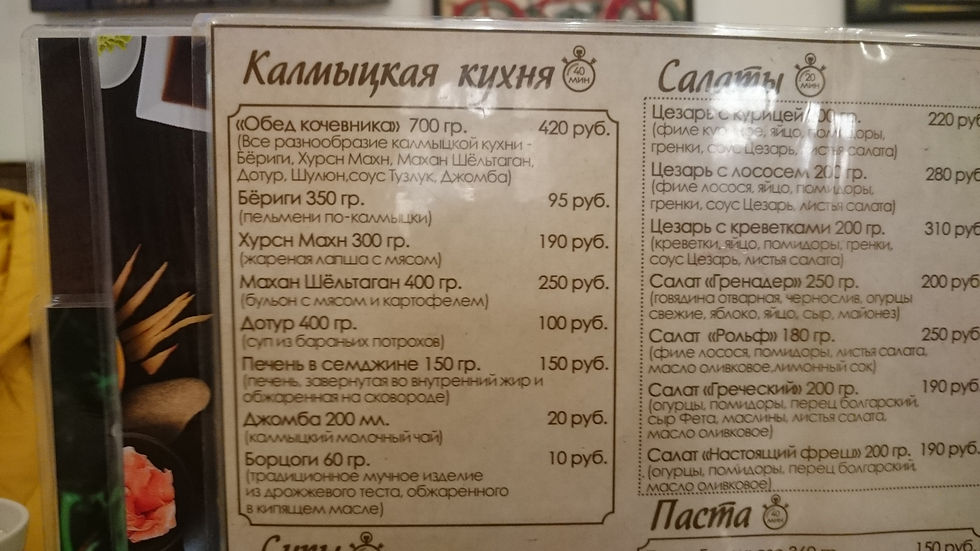 Калмыцкая кухня
40 мин
«Обед кочевника» 700 гр. 420 руб.
(Все разнообразие калмыцкой кухни -
Бёриги, Хурсн Махн, Махан Шёльтаган,
Дотур, Шулюн,соус Тузлук, Джомба)
Бёриги 350 гр. 95 руб.
(пельмени по-калмыцки)
Хурсн Махн 300 гр. 190 руб.
(жареная лапша с мясом)
Махан Шёльтаган 400 гр. 250 руб.
(бульон с мясом и картофелем)
Дотур 400 гр. 100 руб.
(суп из бараньих потрохов)
Печень в семджине 150 гр. 150 руб.
(печень, завернутая во внутренний жир и
обжаренная на сковороде)
Джомба 200 мл. 20 руб.
(калмыцкий молочный чай)
Борцоги 60 гр. 10 руб.
(традиционное мучное изделие
из дрожжевого теста, обжаренного
в кипящем масле)
Супы
Салаты
20 мин
Цезарь с курицей гр. 220 руб
(филе яйцо, помидоры,
гренки, соус Цезарь, листья салата)
Цезарь с лососем 200 гр. 280 руб
(филе лосося, яйцо, помидоры,
гренки, соус Цезарь, листья салата)
Цезарь с креветками 200 гр. 310 руб
(креветки, яйцо, помидоры, гренки,
соус Цезарь, листья салата)
Салат «Гренадер» 250 гр. 200 руб
(говядина отварная, чернослив, огурцы
свежие, яблоко, яйцо, сыр, майонез)
Салат «Рольф» 180 гр. 250 руб
(филе лосося, помидоры, листья салата,
масло оливковое,лимонный сок)
Салат «Греческий» 200 гр. 190 руб.
(огурцы, помидоры, перец болгарский,
сыр Фета, маслины, листья салата,
масло оливковое)
Салат «Настоящий фреш» 200 гр. 190 руб.
(огурцы, помидоры, перец болгарский,
масло оливковое)
Паста
40 мин
150 руб